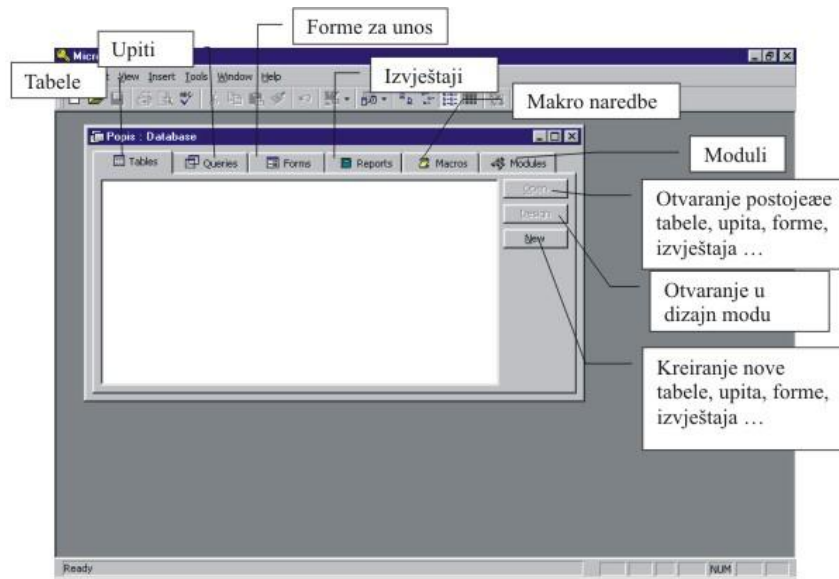 Forme za unos
Upiti
Tabele
Izvještaji
Makro naredbe
Moduli
Micro
View Insert Tools Window Help
Popis : Database
Tables Queries Forms Reports Macros Modules
Open
Design
New
Otvaranje postojeæe
tabele, upita, forme,
izvještaja …
Otvaranje u
dizajn modu
Kreiranje nove
tabele, upita, forme,
izvještaja …
Ready
NUM